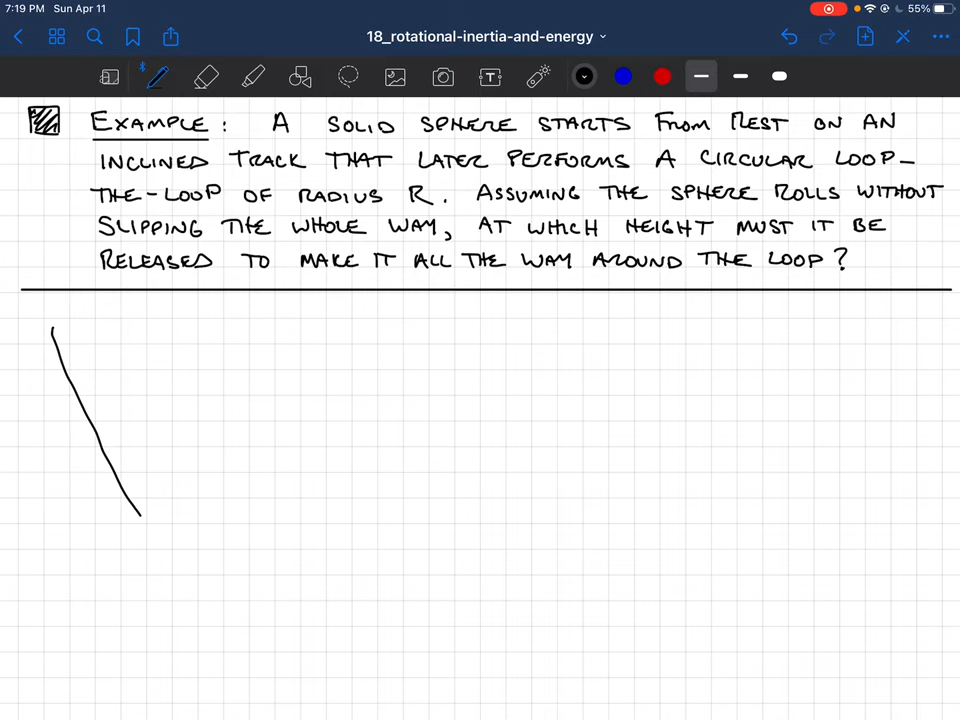 7:19 PM Sun Apr 11
55%
18_rotational-inertia-and-energy
T
EXAMPLE: A SOLID SPHERE STARTS FROM REST ON AN
INCLINED TRACK THAT LATER PERFORMS A CIRCULAR LOOP-
THE-LOOP OF RADIUS R. ASSUMING THE SPHERE ROLLS WITHOUT
SLIPPING THE WHOLE WAY, AT WHICH HEIGHT MUST IT BE
RELEASED TO MAKE IT ALL THE WAY AROUND THE LOOP?